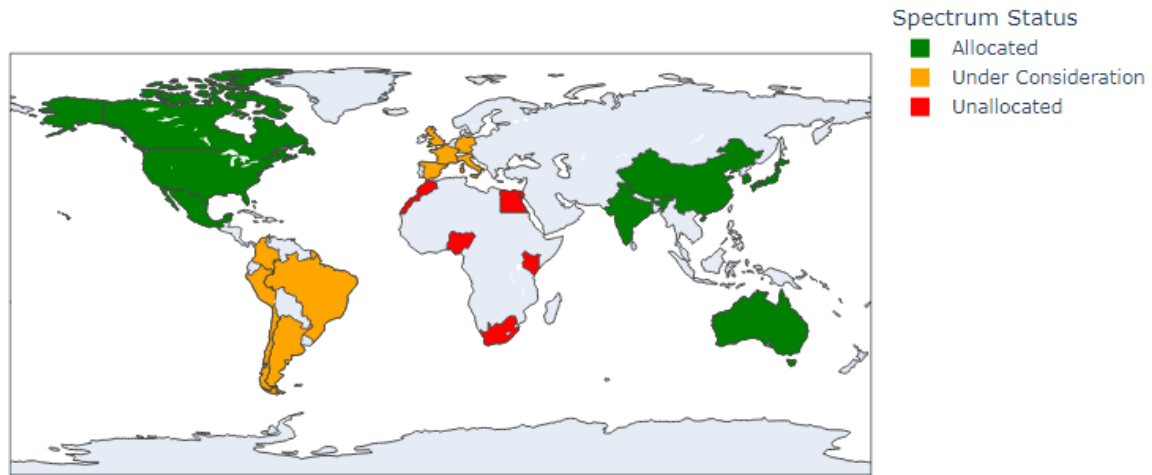 Spectrum Status
Allocated
Under Consideration
Unallocated